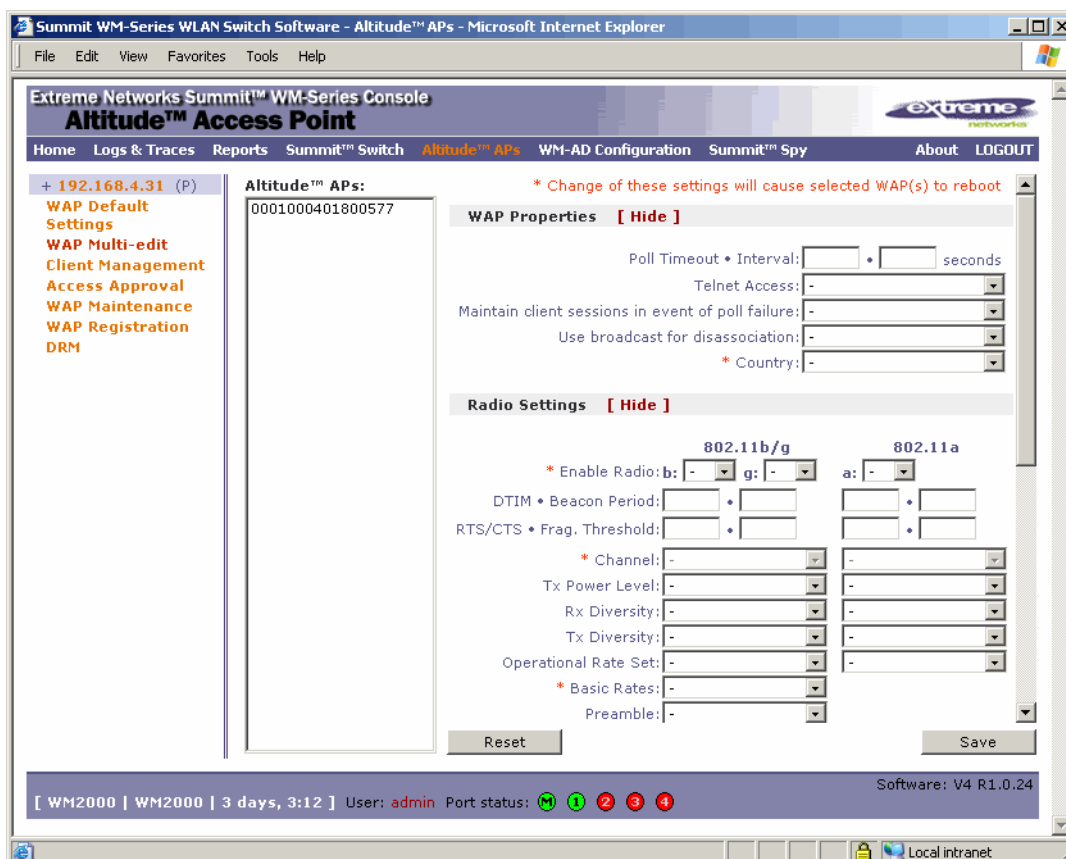 Summit WM-Series WLAN Switch Software - Altitude™ APs - Microsoft Internet Explorer
File Edit View Favorites Tools Help
Extreme Networks Summit™ WM-Series Console
Altitude™ Access Point
extreme networks
Home Logs & Traces Reports Summit™ Switch Altitude™ APs WM-AD Configuration Summit™ Spy About LOGOUT
+ 192.168.4.31 (P)
WAP Default
Settings
WAP Multi-edit
Client Management
Access Approval
WAP Maintenance
WAP Registration
DRM
Altitude™ APs:
0001000401800577
* Change of these settings will cause selected WAP(s) to reboot
WAP Properties [ Hide ]
Poll Timeout • Interval: • seconds
Telnet Access: -
Maintain client sessions in event of poll failure: -
Use broadcast for disassociation: -
* Country: -
Radio Settings [ Hide ]
802.11b/g 802.11a
* Enable Radio: b: - g: - a: -
DTIM • Beacon Period: • •
RTS/CTS • Frag. Threshold: • •
* Channel: - -
Tx Power Level: - -
Rx Diversity: - -
Tx Diversity: - -
Operational Rate Set: - -
* Basic Rates: -
Preamble: -
Reset Save
Software: V4 R1.0.24
[ WM2000 | WM2000 | 3 days, 3:12 ] User: admin Port status: M 1 2 3 4
Local intranet